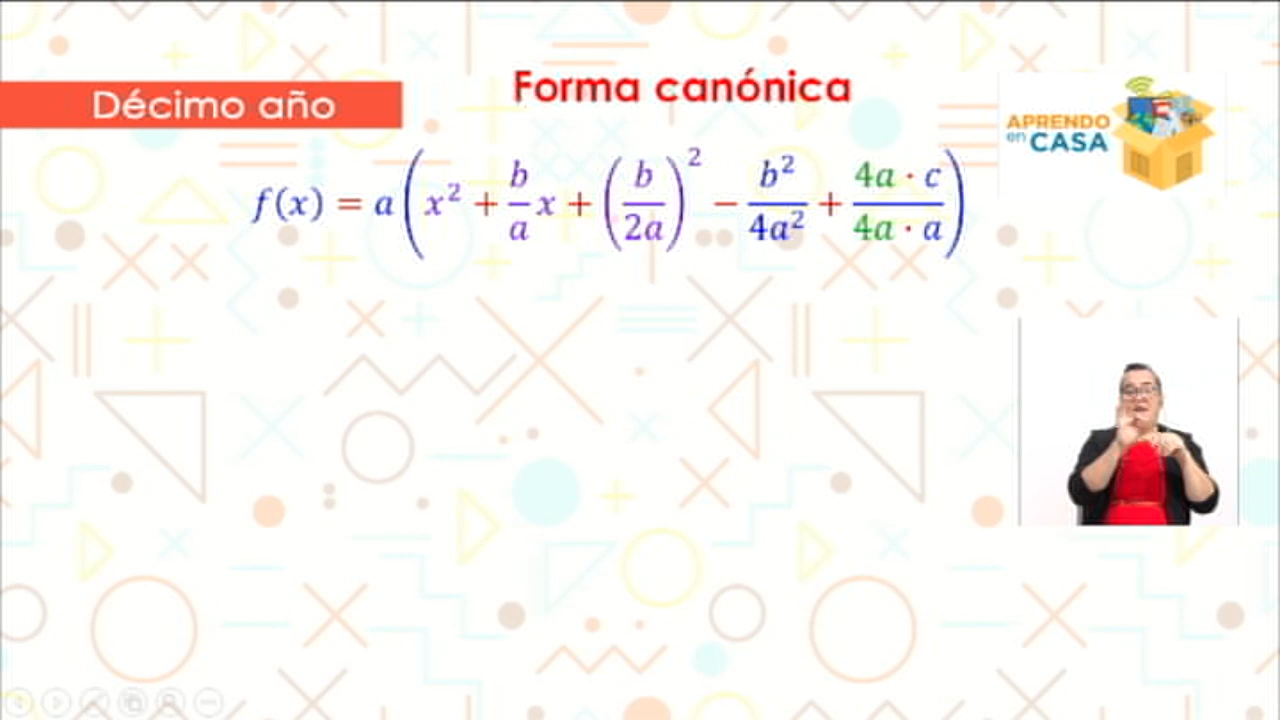 Forma canónica
Décimo año
APRENDO
en CASA
f(x) = a(x² + b/a x + (b/2a)² − b²/4a² + 4a · c/4a · a)